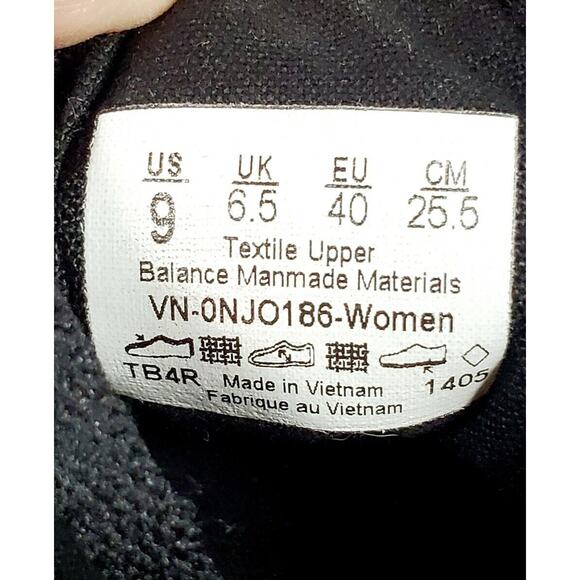 US UK EU CM
9 6.5 40 25.5
Textile Upper
Balance Manmade Materials
VN-0NJO186-Women
TB4R Made in Vietnam 1405
Fabrique au Vietnam